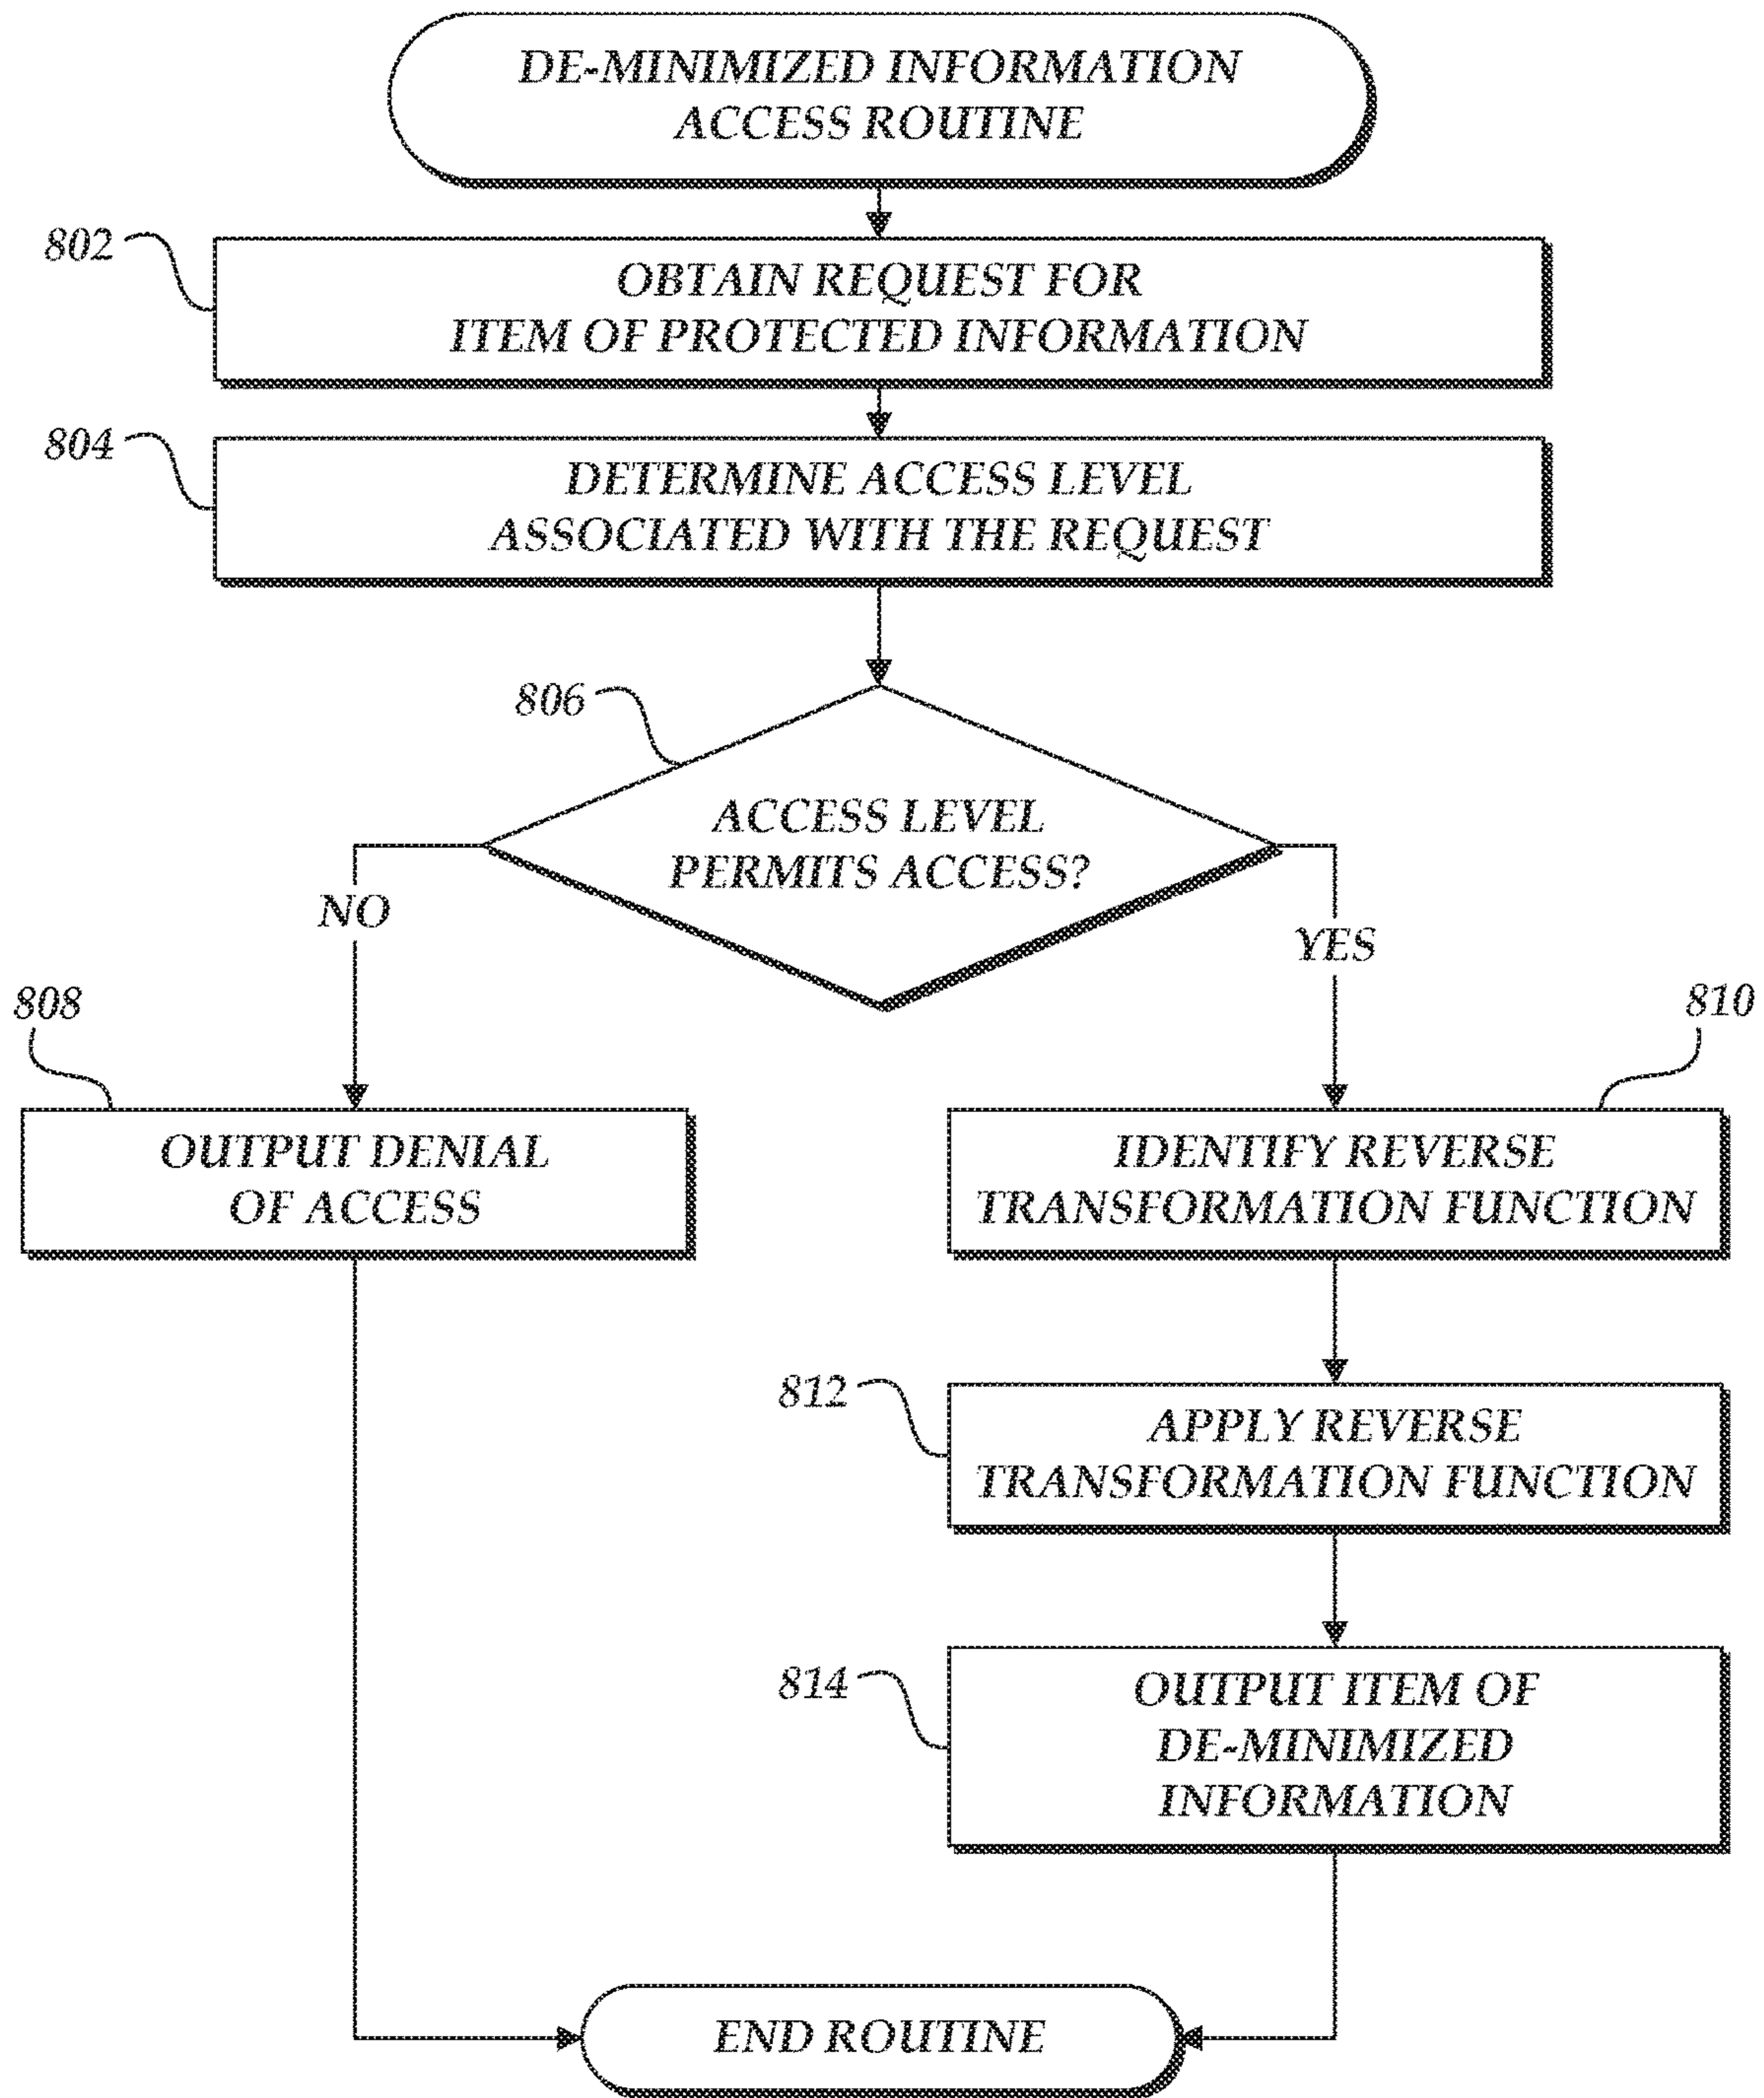 DE-MINIMIZED INFORMATION
ACCESS ROUTINE
802
OBTAIN REQUEST FOR
ITEM OF PROTECTED INFORMATION
804
DETERMINE ACCESS LEVEL
ASSOCIATED WITH THE REQUEST
806
ACCESS LEVEL
PERMITS ACCESS?
NO
YES
808
810
OUTPUT DENIAL
OF ACCESS
IDENTIFY REVERSE
TRANSFORMATION FUNCTION
812
APPLY REVERSE
TRANSFORMATION FUNCTION
814
OUTPUT ITEM OF
DE-MINIMIZED
INFORMATION
END ROUTINE